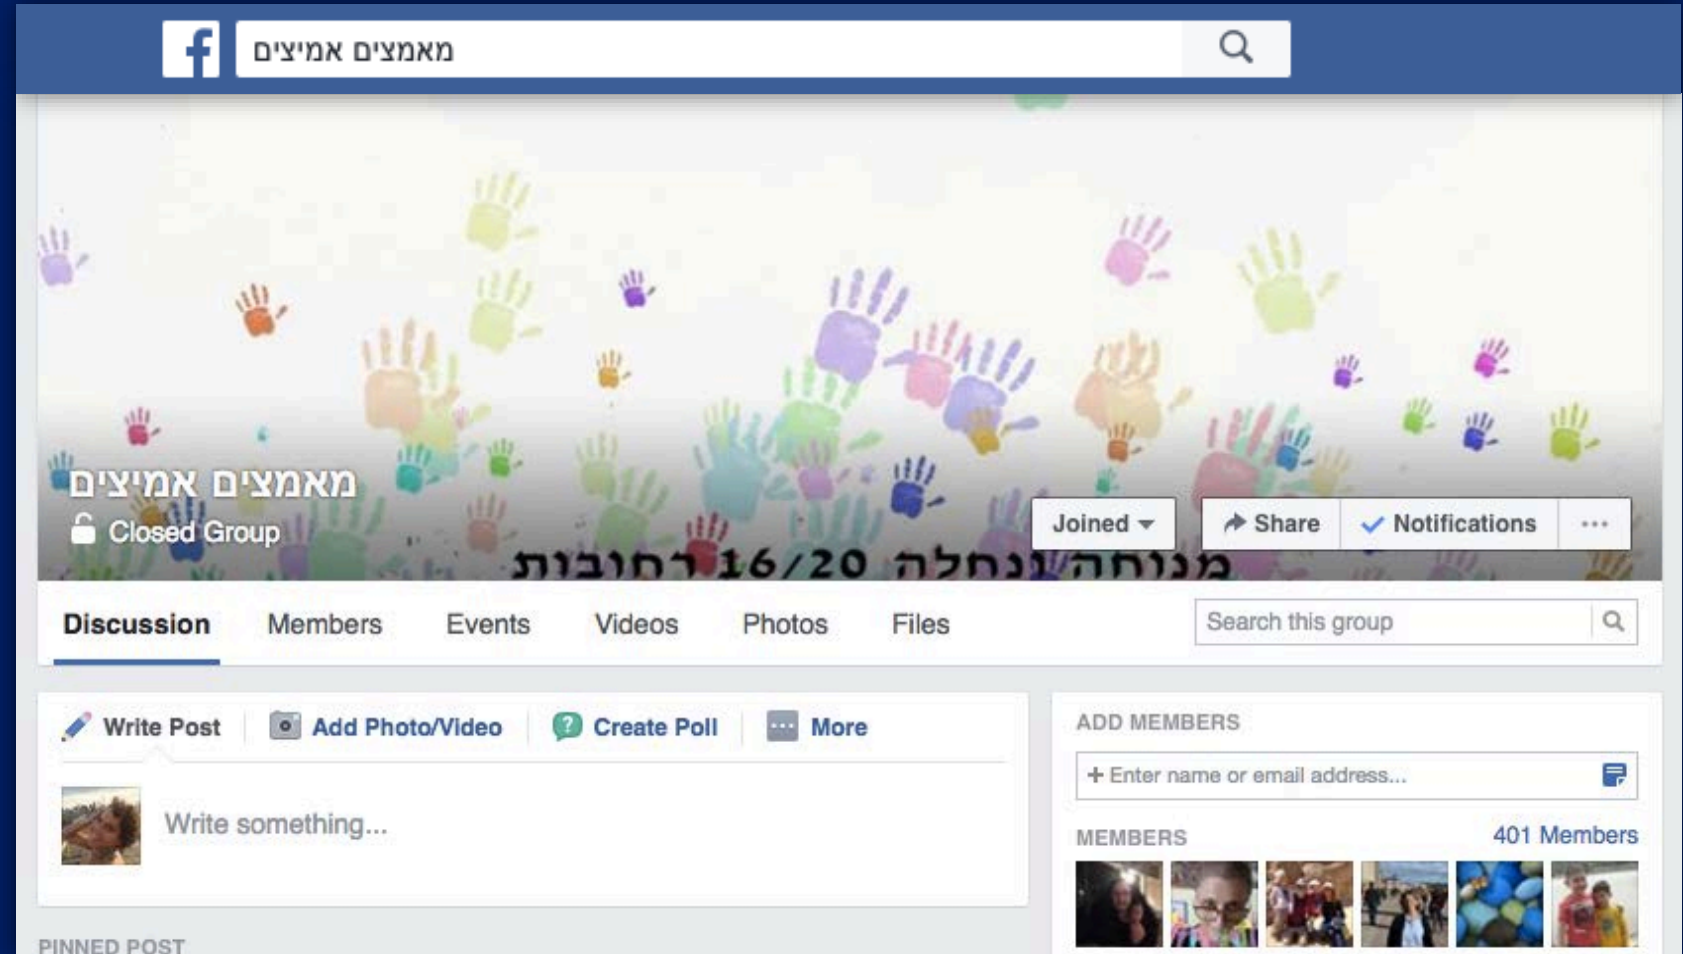 מאמצים אמיצים
מאמצים אמיצים
Closed Group
Joined
Share
Notifications
מנוחה ונחלה 16/20 רחובות
Discussion Members Events Videos Photos Files
Search this group
Write Post Add Photo/Video Create Poll More
Write something...
ADD MEMBERS
+ Enter name or email address...
MEMBERS 401 Members
PINNED POST